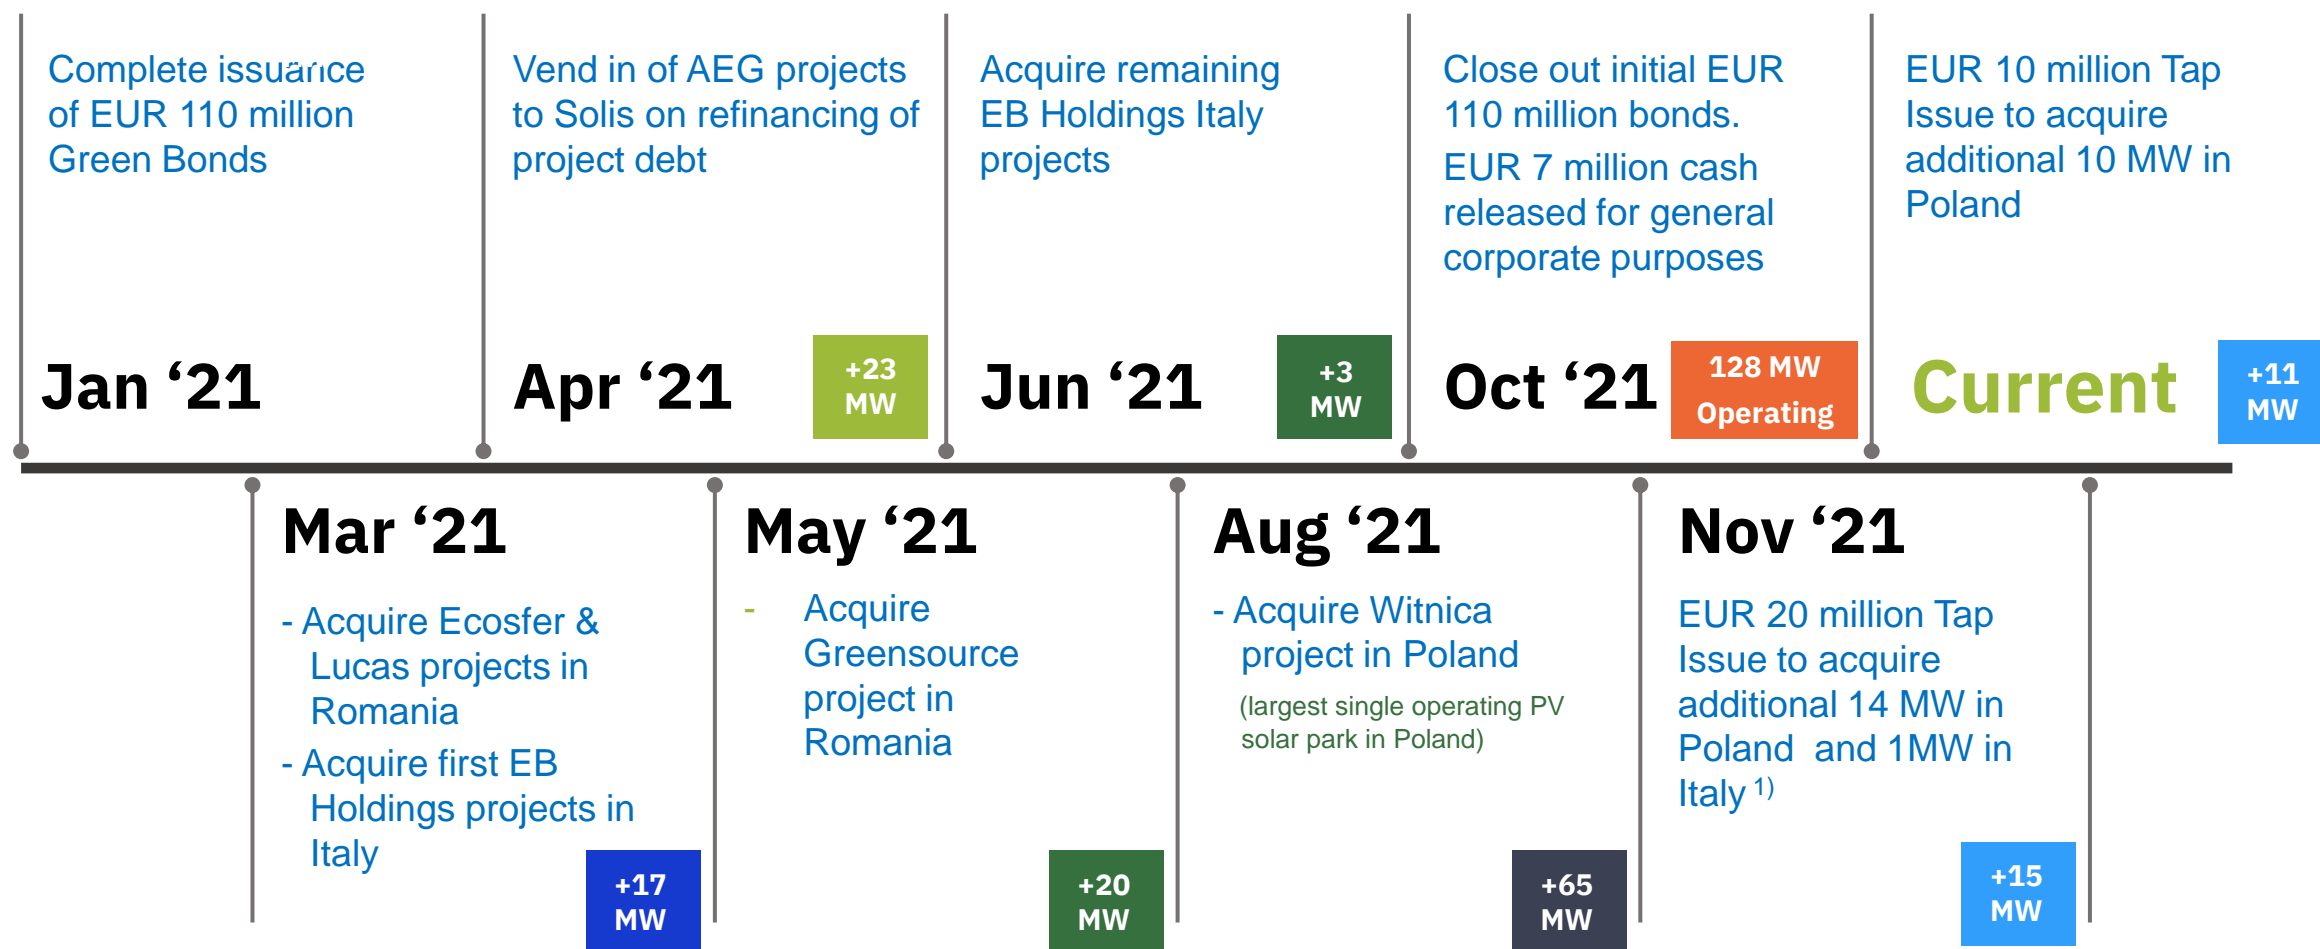 Complete issuance
of EUR 110 million
Green Bonds
Jan ‘21
Vend in of AEG projects
to Solis on refinancing of
project debt
Apr ‘21
+23
MW
Acquire remaining
EB Holdings Italy
projects
Jun ‘21
+3
MW
Close out initial EUR
110 million bonds.
EUR 7 million cash
released for general
corporate purposes
Oct ‘21
128 MW
Operating
EUR 10 million Tap
Issue to acquire
additional 10 MW in
Poland
Current
+11
MW
Mar ‘21
- Acquire Ecosfer &
Lucas projects in
Romania
- Acquire first EB
Holdings projects in
Italy
+17
MW
May ‘21
- Acquire
Greensource
project in
Romania
+20
MW
Aug ‘21
- Acquire Witnica
project in Poland
(largest single operating PV
solar park in Poland)
+65
MW
Nov ‘21
EUR 20 million Tap
Issue to acquire
additional 14 MW in
Poland and 1MW in
Italy 1)
+15
MW